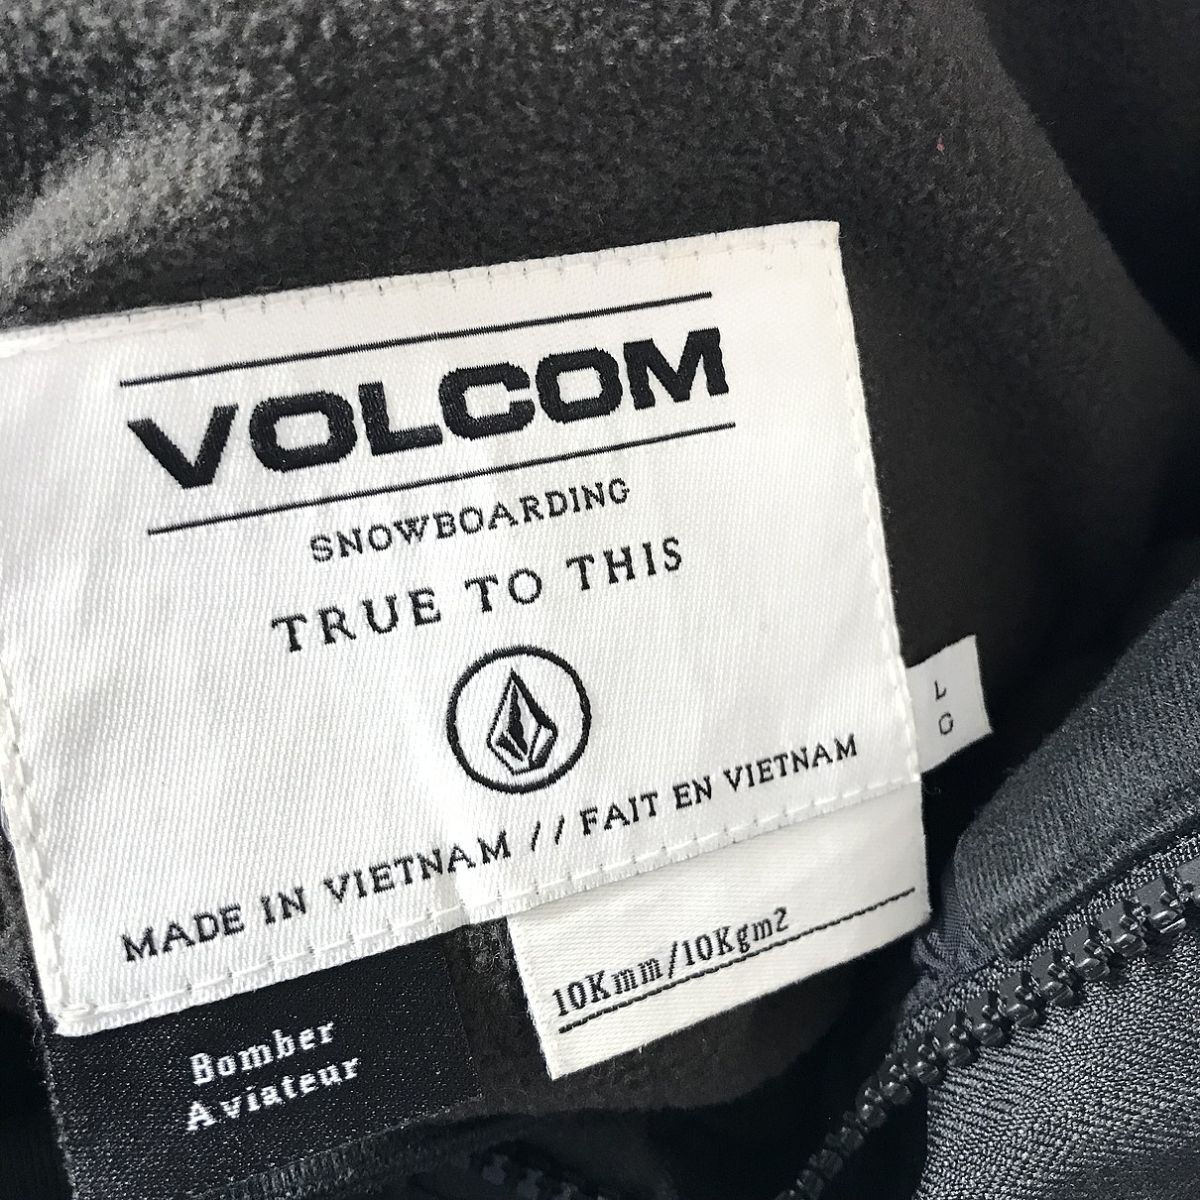 VOLCOM
SNOWBOARDING
TRUE TO THIS
MADE IN VIETNAM // FAIT EN VIETNAM
L
G
10Kmm/10Kgm2
Bomber
Aviateur